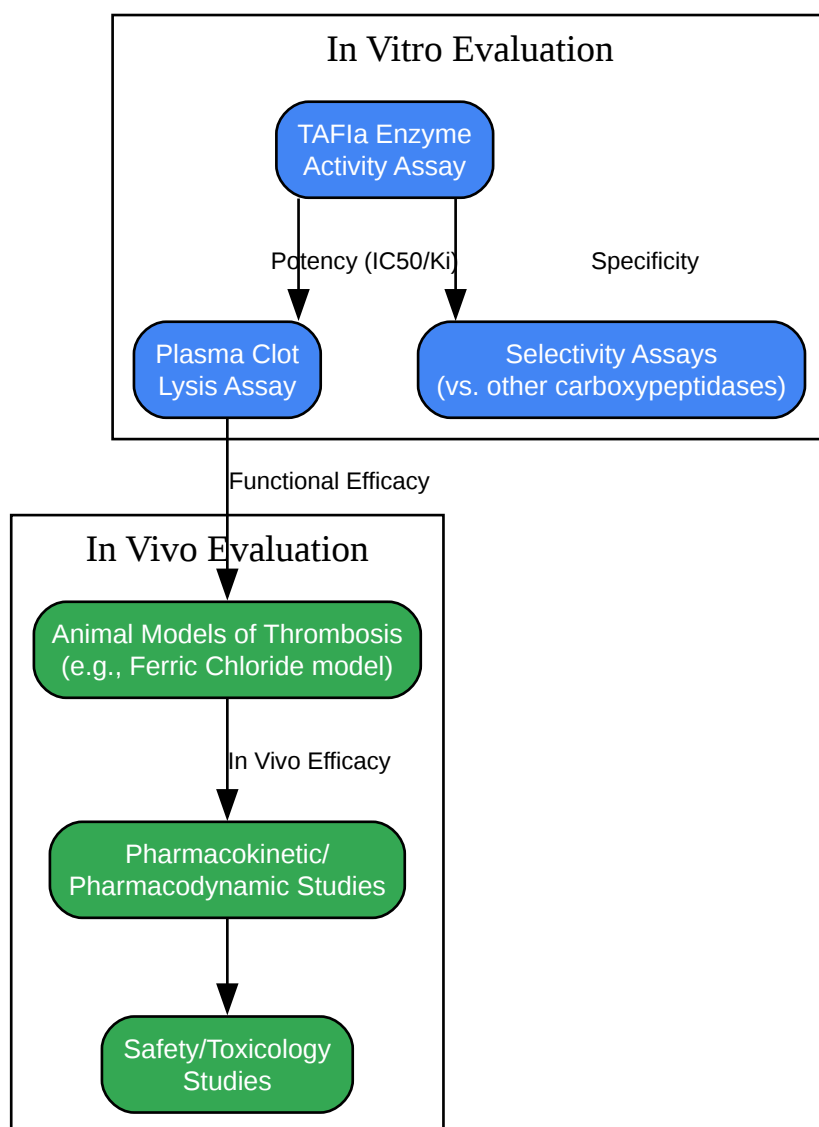 In Vitro Evaluation
TAFIa Enzyme
Activity Assay
Potency (IC50/Ki)
Specificity
Plasma Clot
Lysis Assay
Selectivity Assays
(vs. other carboxypeptidases)
Functional Efficacy
In Vivo Evaluation
Animal Models of Thrombosis
(e.g., Ferric Chloride model)
In Vivo Efficacy
Pharmacokinetic/
Pharmacodynamic Studies
Safety/Toxicology
Studies